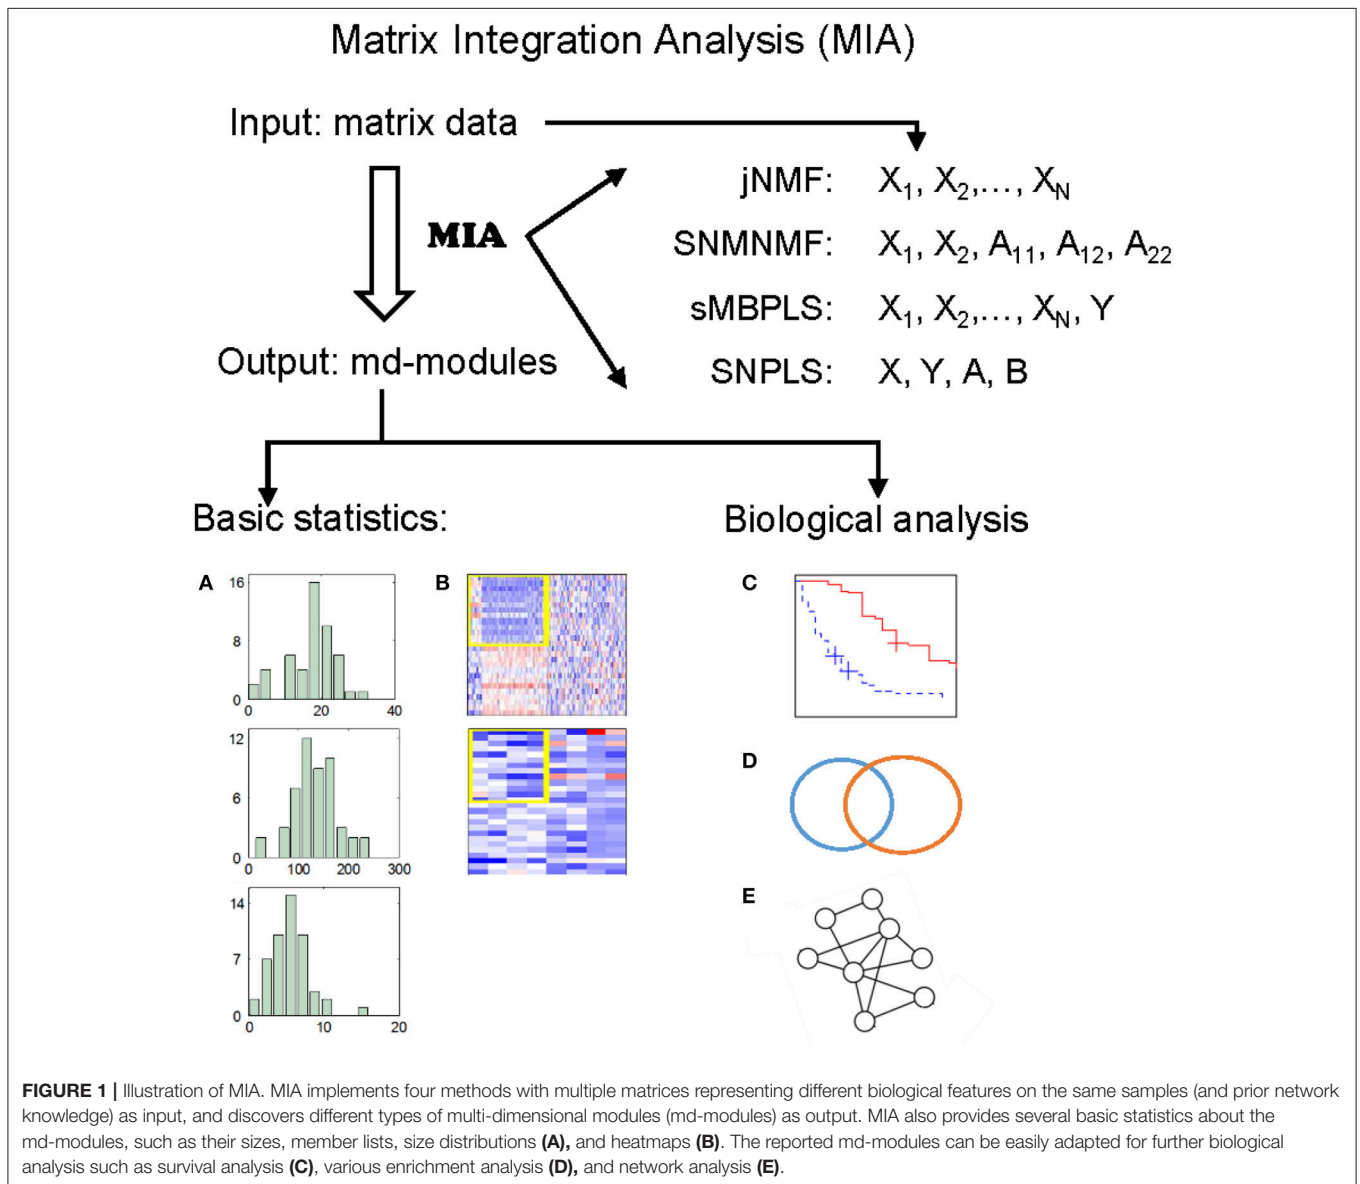 Matrix Integration Analysis (MIA)
Input: matrix data
MIA
jNMF: X1, X2,..., XN
SNMNMF: X1, X2, A11, A12, A22
sMBPLS: X1, X2,..., XN, Y
SNPLS: X, Y, A, B
Output: md-modules
Basic statistics:
Biological analysis
A
16
8
0
0 20 40
12
6
0
0 100 200 300
14
7
0
0 10 20
B
C
D
E
FIGURE 1 | Illustration of MIA. MIA implements four methods with multiple matrices representing different biological features on the same samples (and prior network
knowledge) as input, and discovers different types of multi-dimensional modules (md-modules) as output. MIA also provides several basic statistics about the
md-modules, such as their sizes, member lists, size distributions (A), and heatmaps (B). The reported md-modules can be easily adapted for further biological
analysis such as survival analysis (C), various enrichment analysis (D), and network analysis (E).